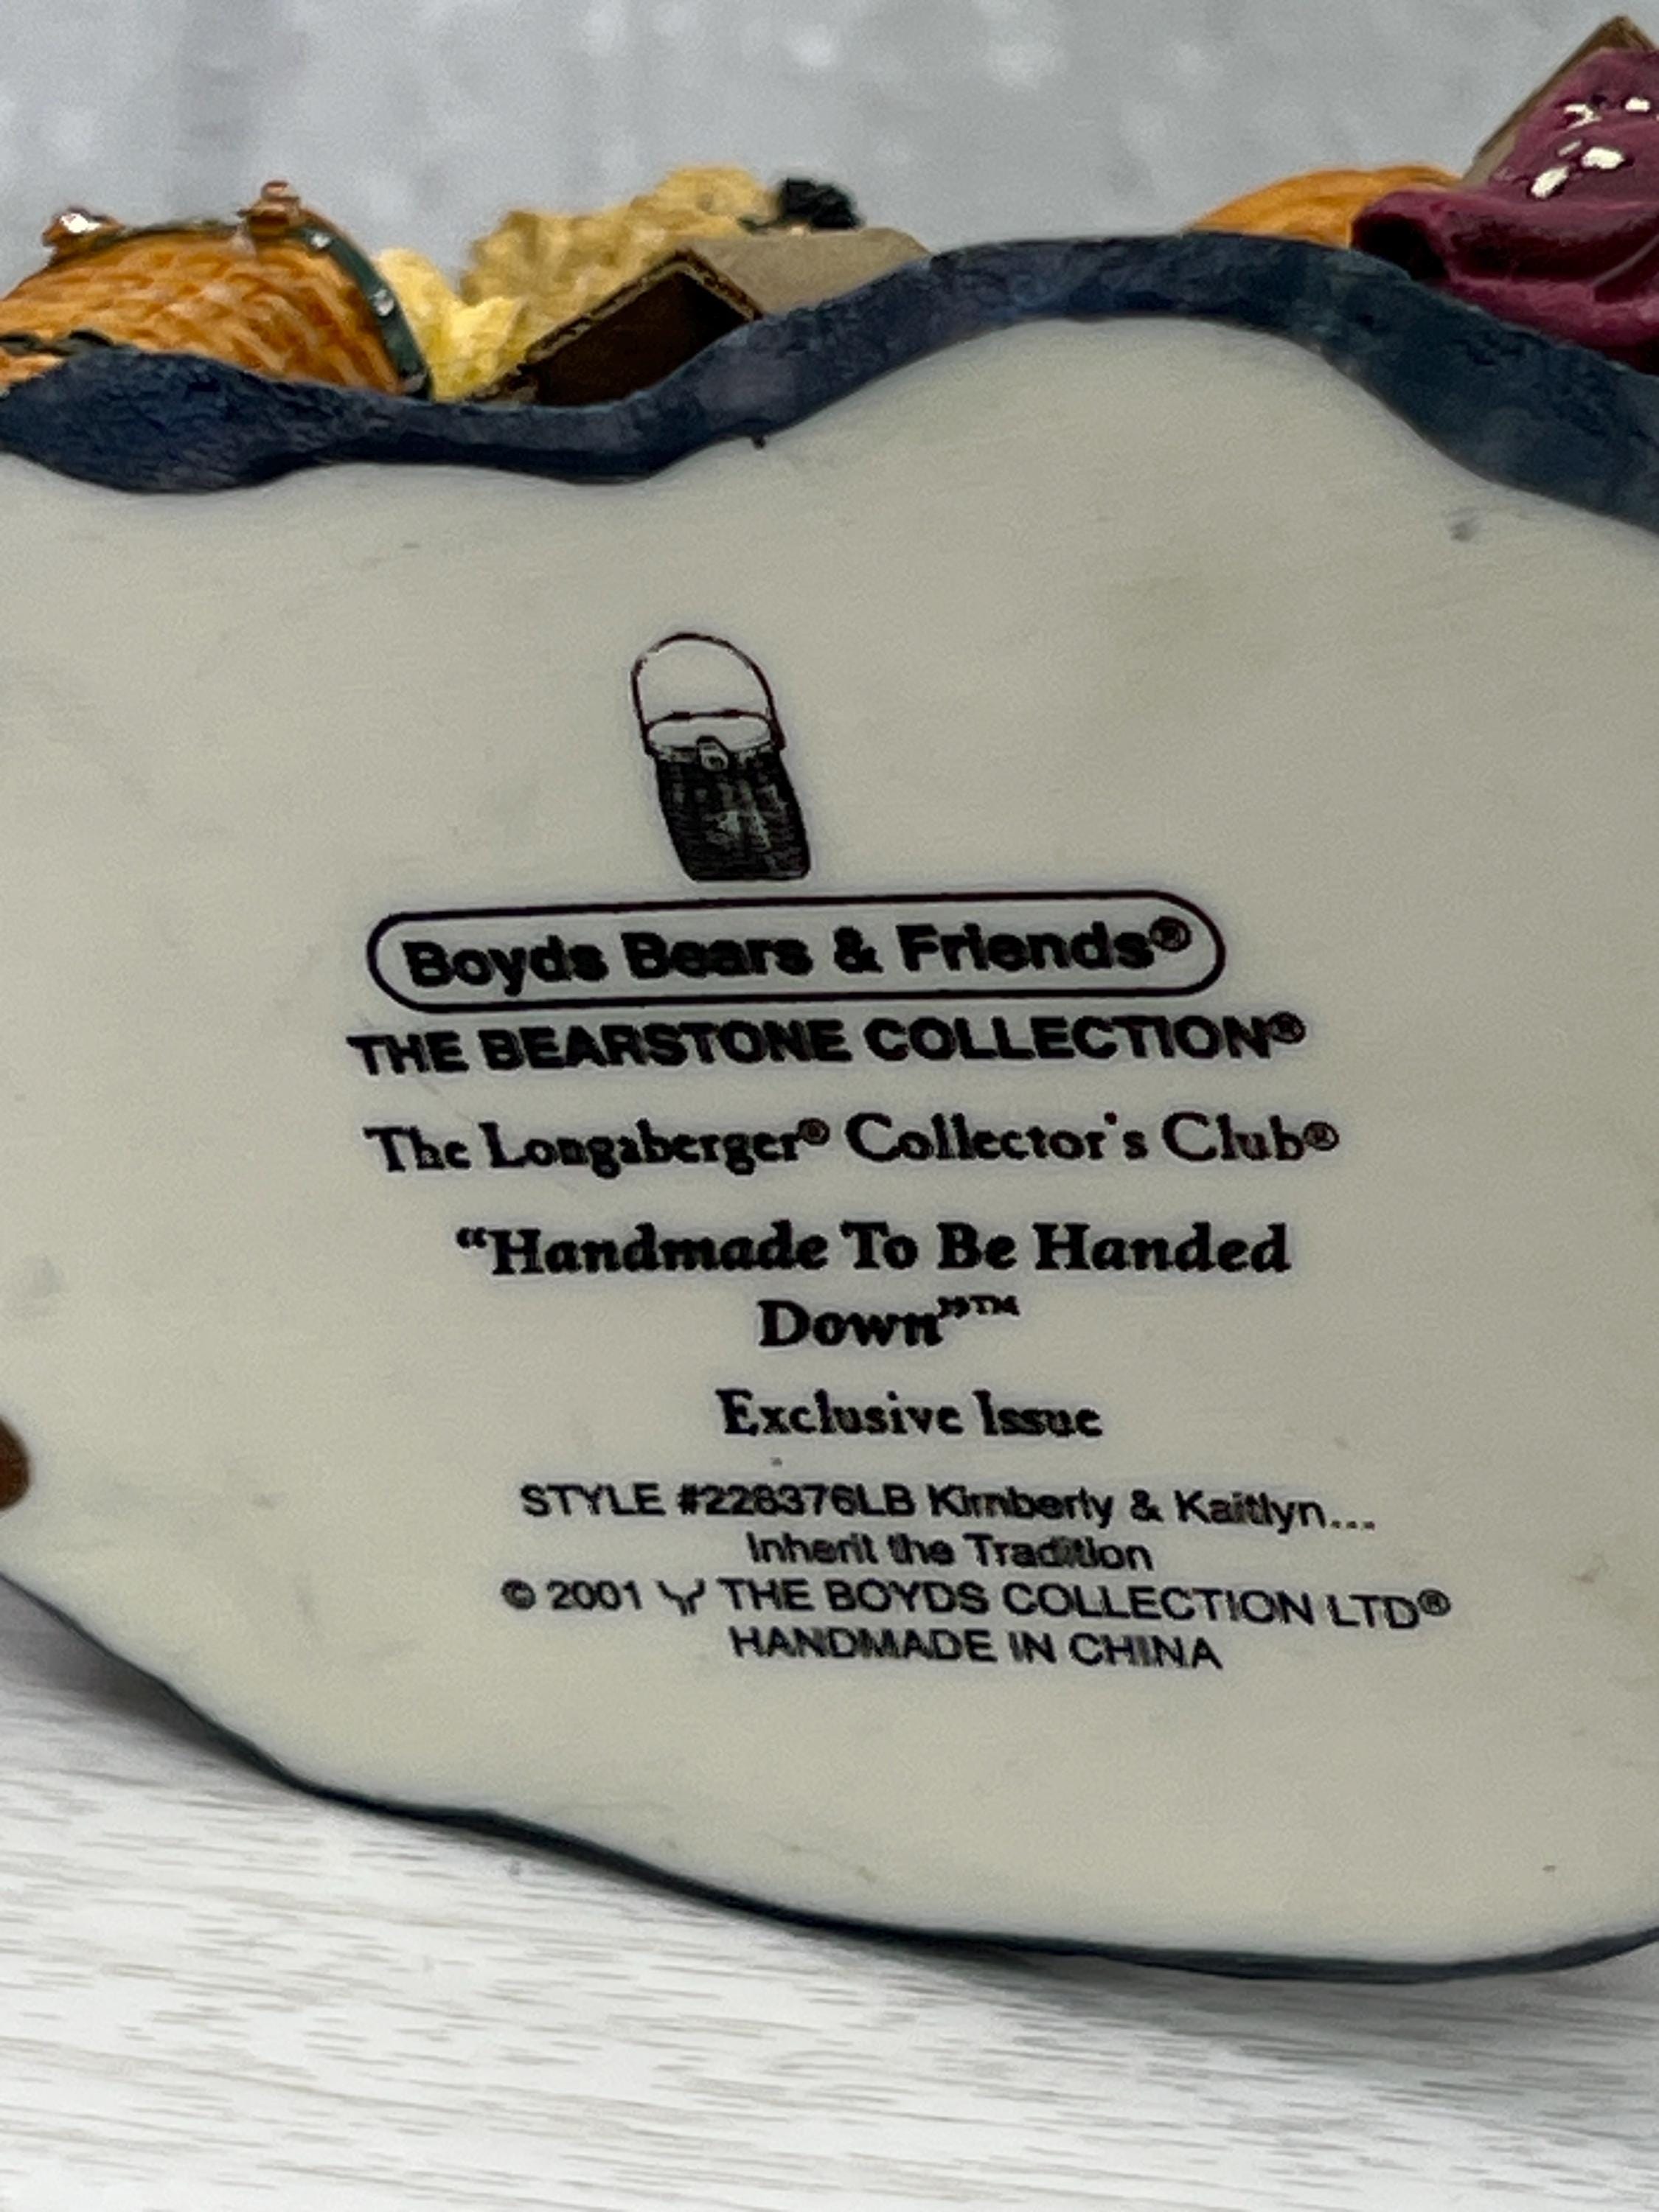 Boyds Bears & Friends®
THE BEARSTONE COLLECTION®
The Longaberger® Collector's Club®
“Handmade To Be Handed
Down”™
Exclusive Issue
STYLE #228376LB Kimberly & Kaitlyn...
Inherit the Tradition
© 2001 THE BOYDS COLLECTION LTD®
HANDMADE IN CHINA